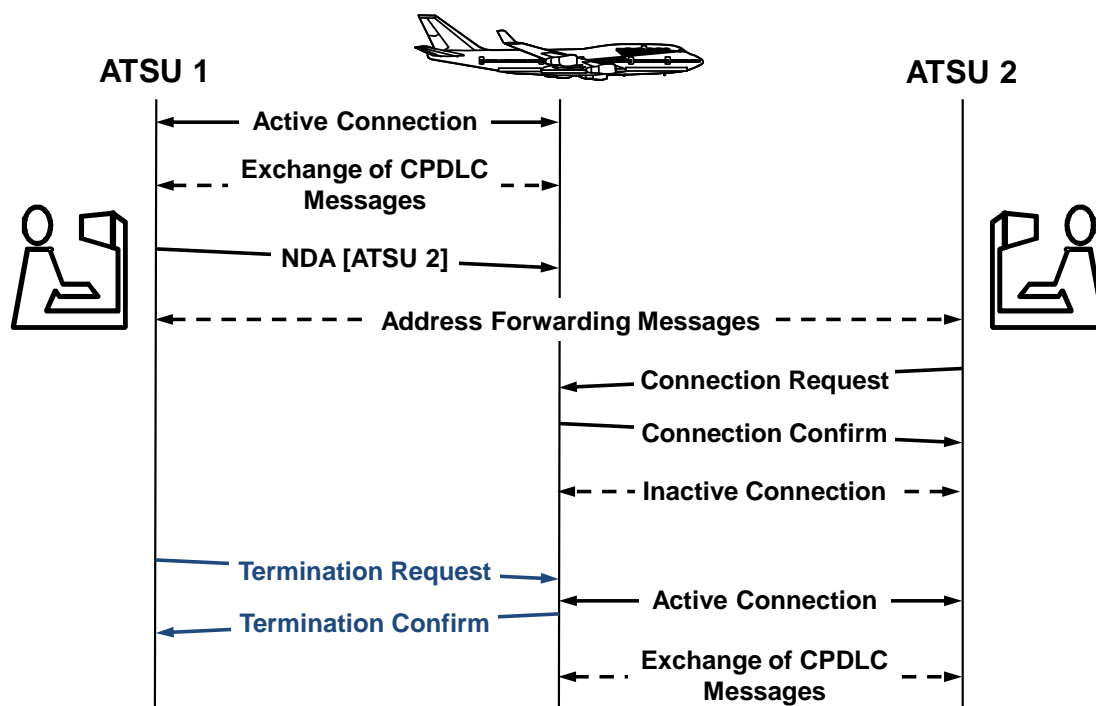 ATSU 1
ATSU 2
Active Connection
Exchange of CPDLC
Messages
NDA [ATSU 2]
Address Forwarding Messages
Connection Request
Connection Confirm
Inactive Connection
Termination Request
Active Connection
Termination Confirm
Exchange of CPDLC
Messages